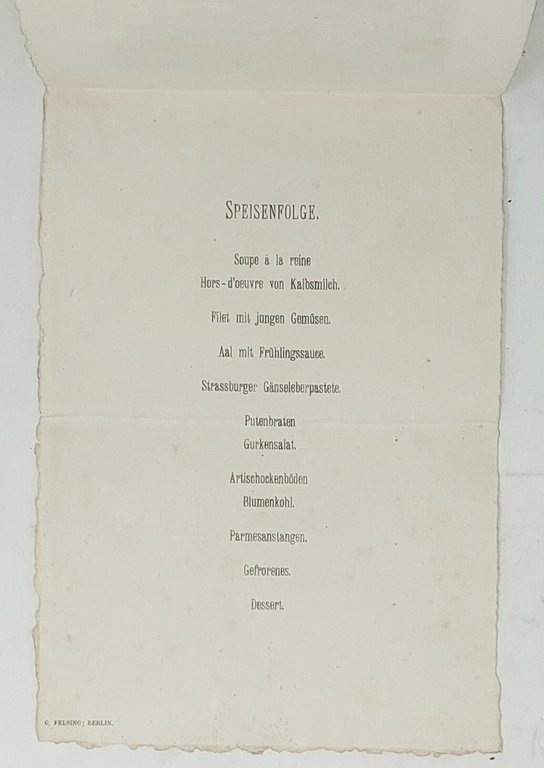 SPEISENFOLGE.
Soupe à la reine
Hors-d'oeuvre von Kalbsmilch.
Filet mit jungen Gemüsen.
Aal mit Frühlingssauce.
Strassburger Gänseleberpastete.
Putenbraten
Gurkensalat.
Artischockenböden
Blumenkohl.
Parmesanstangen.
Gefrorenes.
Dessert.
G. FELSING; BERLIN.